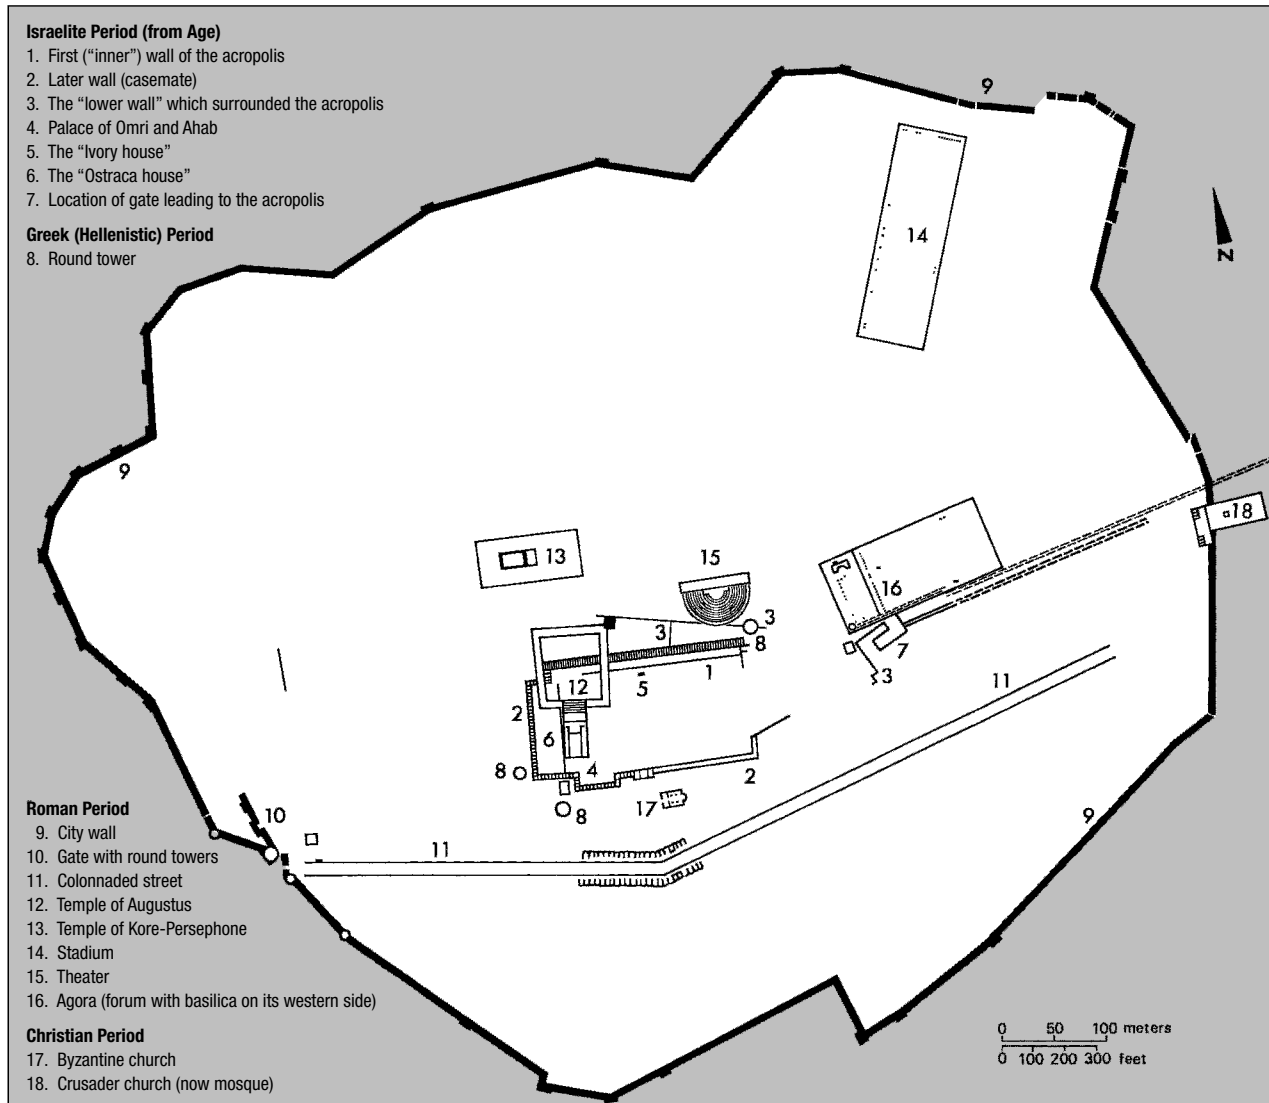 Israelite Period (from Age)
1. First (“inner”) wall of the acropolis
2. Later wall (casemate)
3. The “lower wall” which surrounded the acropolis
4. Palace of Omri and Ahab
5. The “Ivory house”
6. The “Ostraca house”
7. Location of gate leading to the acropolis
Greek (Hellenistic) Period
8. Round tower
9
14
N
9
13
15
16
18
3
3
8
7
3
12
5
1
11
2
6
8
4
2
17
8
9
10
11
Roman Period
9. City wall
10. Gate with round towers
11. Colonnaded street
12. Temple of Augustus
13. Temple of Kore-Persephone
14. Stadium
15. Theater
16. Agora (forum with basilica on its western side)
Christian Period
17. Byzantine church
18. Crusader church (now mosque)
0 50 100 meters
0 100 200 300 feet